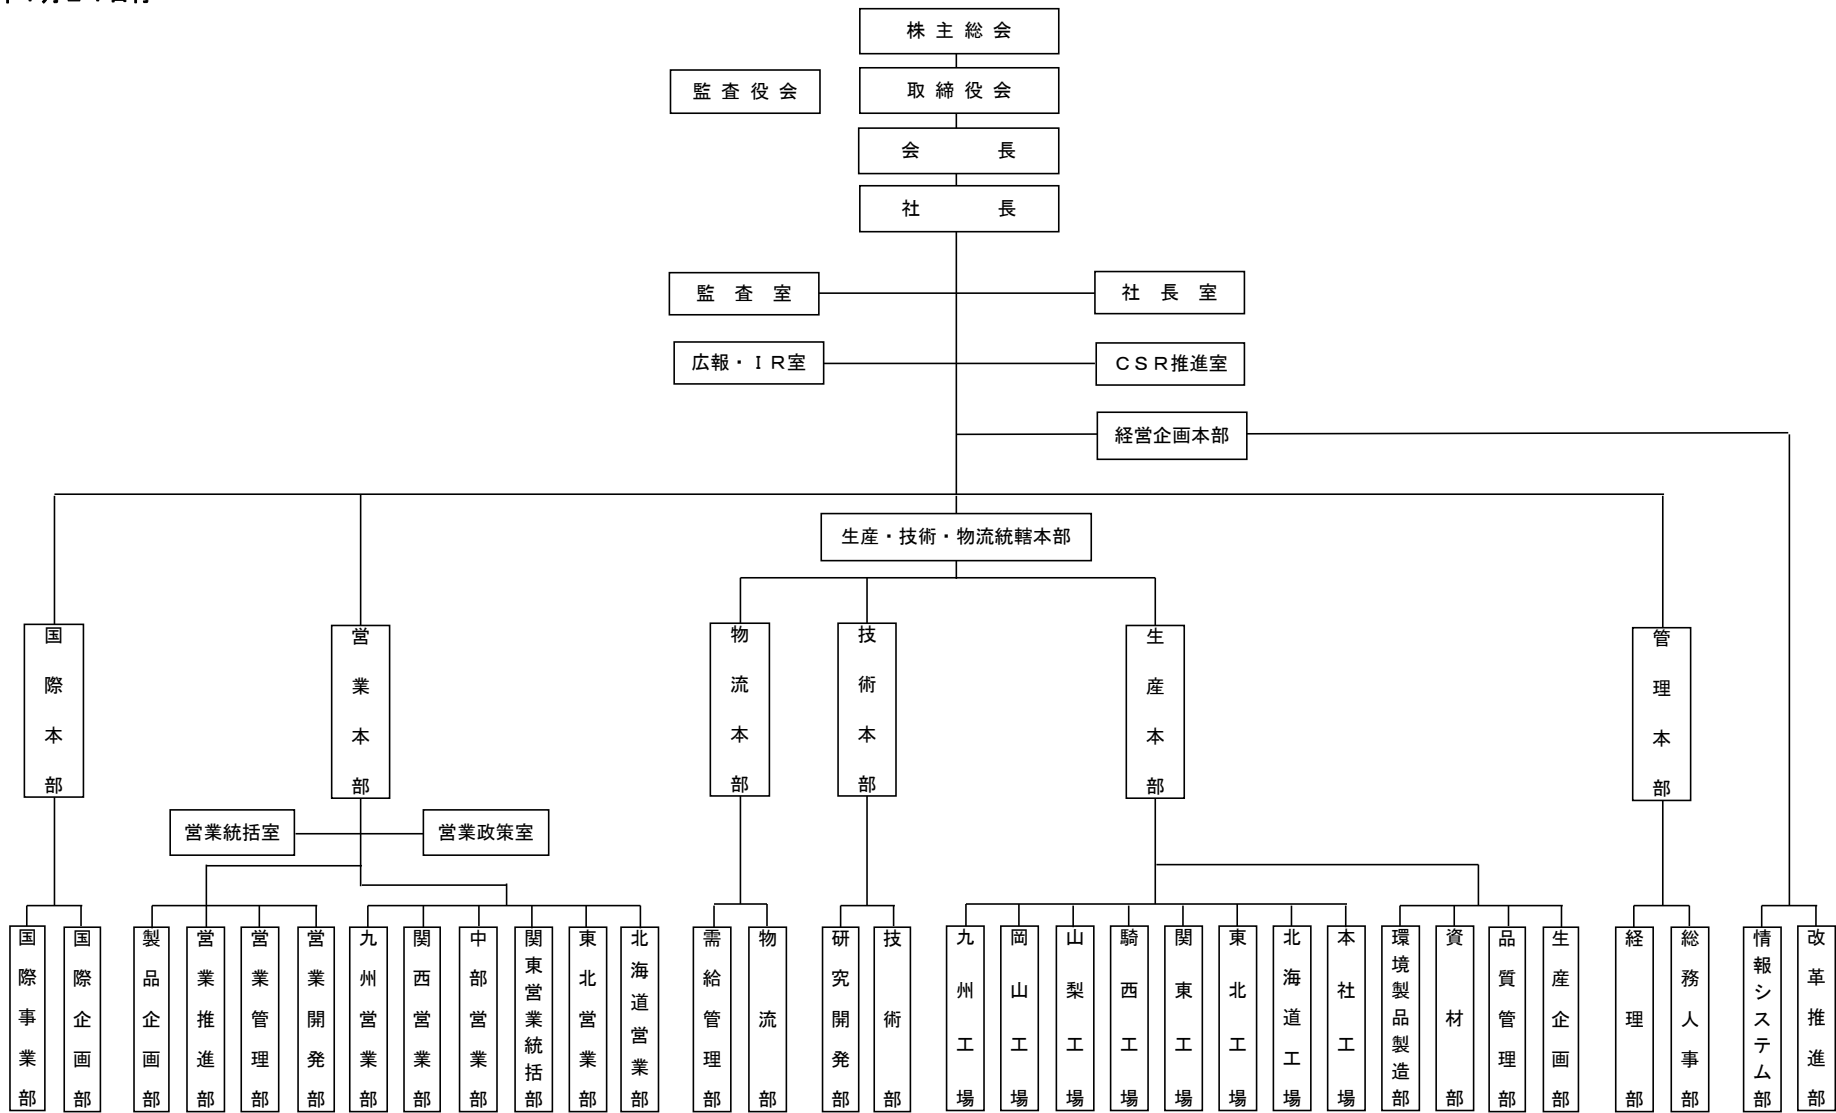 株主総会
監査役会
取締役会
会長
社長
監査室
社長室
広報・ＩＲ室
ＣＳＲ推進室
経営企画本部
生産・技術・物流統轄本部
国際本部
営業本部
物流本部
技術本部
生産本部
管理本部
営業統括室
営業政策室
国際事業部
国際企画部
製品企画部
営業推進部
営業管理部
営業開発部
九州営業部
関西営業部
中部営業部
関東営業統括部
東北営業部
北海道営業部
需給管理部
物流部
研究開発部
技術部
九州工場
岡山工場
山梨工場
騎西工場
関東工場
東北工場
北海道工場
本社工場
環境製品製造部
資材部
品質管理部
生産企画部
経理部
総務人事部
情報システム部
改革推進部